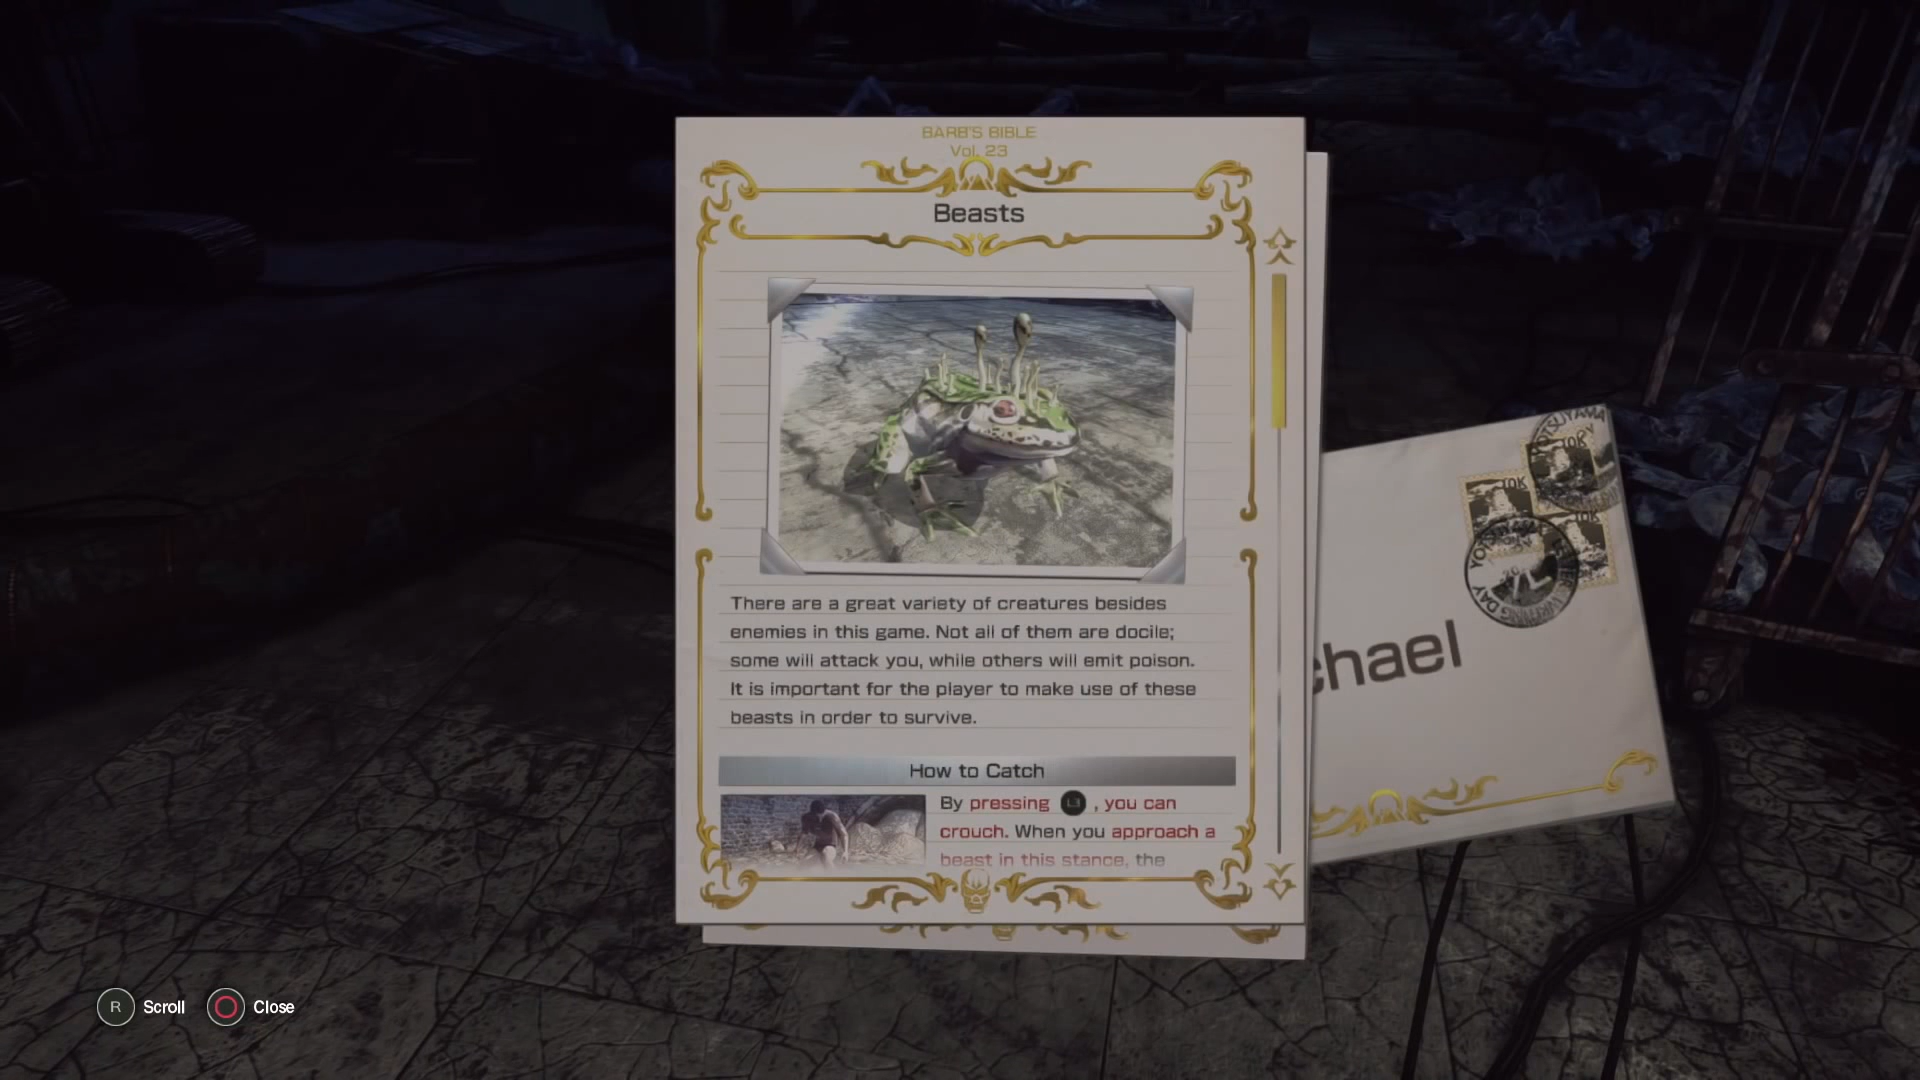 BARB'S BIBLE
Vol. 23
Beasts
There are a great variety of creatures besides
enemies in this game. Not all of them are docile;
some will attack you, while others will emit poison.
It is important for the player to make use of these
beasts in order to survive.
How to Catch
By pressing L3 , you can
crouch. When you approach a
beast in this stance, the
chael
10K
10K
R Scroll Close